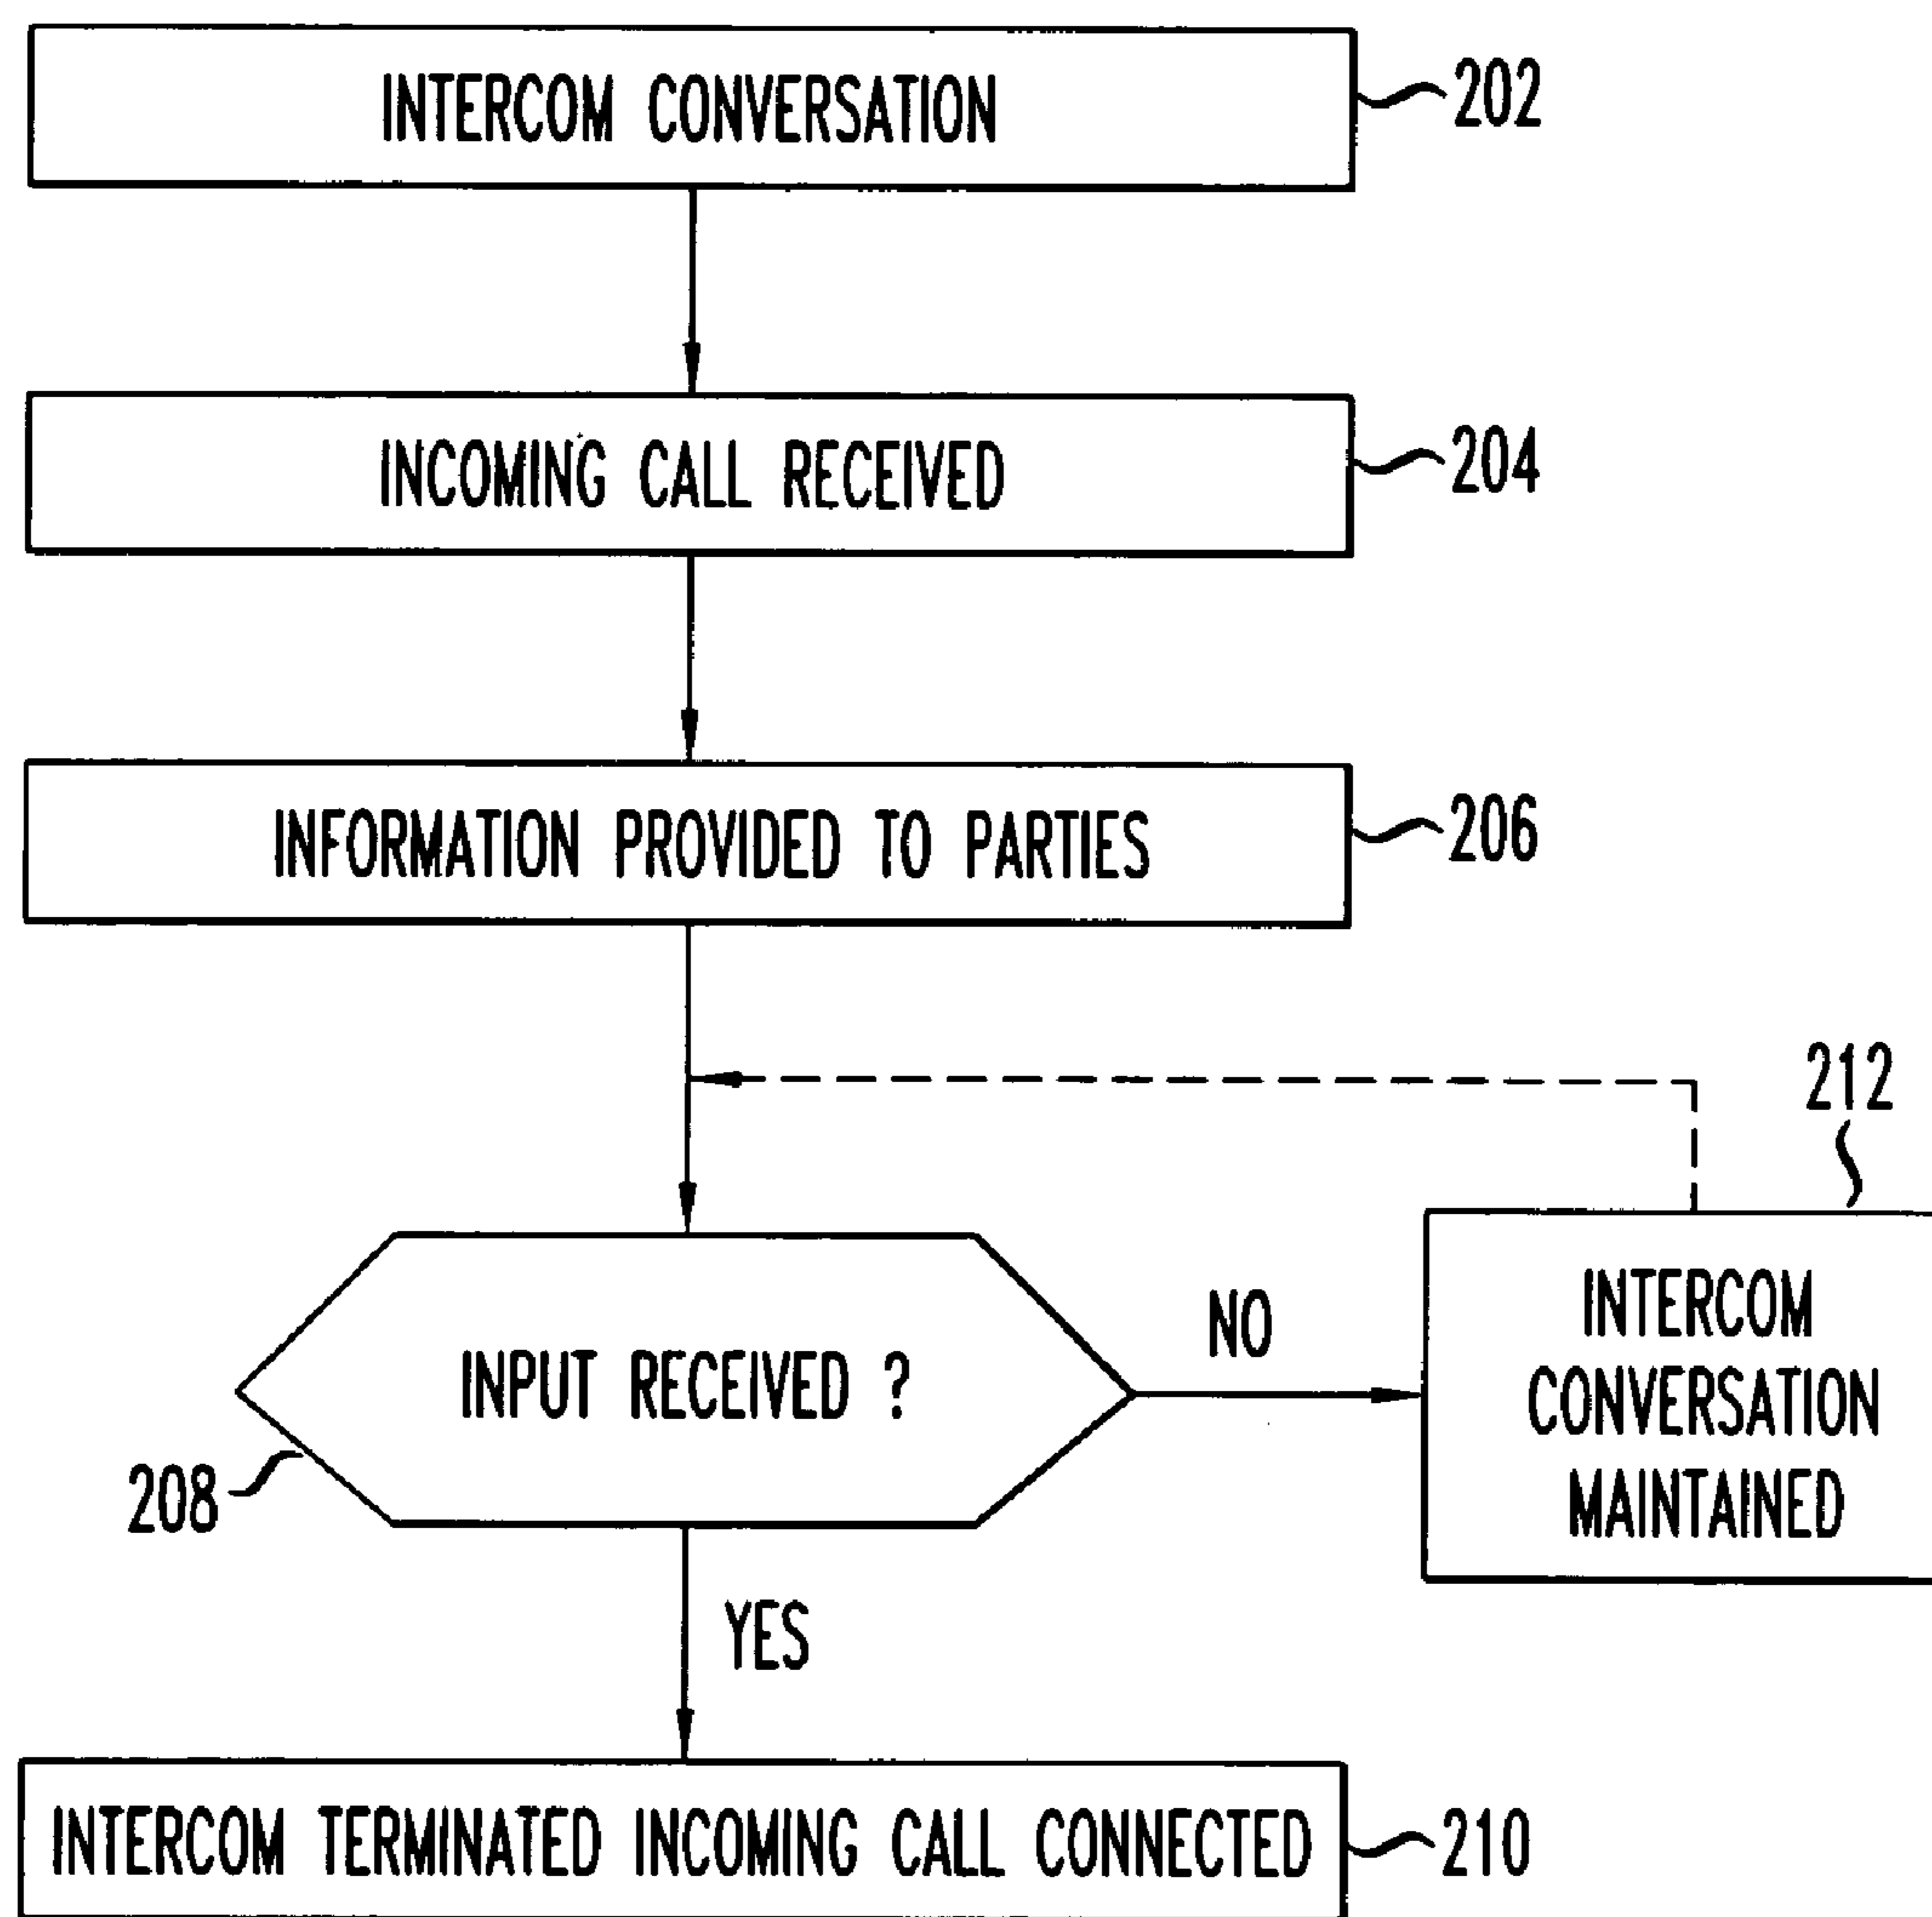 INTERCOM CONVERSATION
202
INCOMING CALL RECEIVED
204
INFORMATION PROVIDED TO PARTIES
206
212
INPUT RECEIVED ?
208
NO
INTERCOM
CONVERSATION
MAINTAINED
YES
INTERCOM TERMINATED INCOMING CALL CONNECTED
210